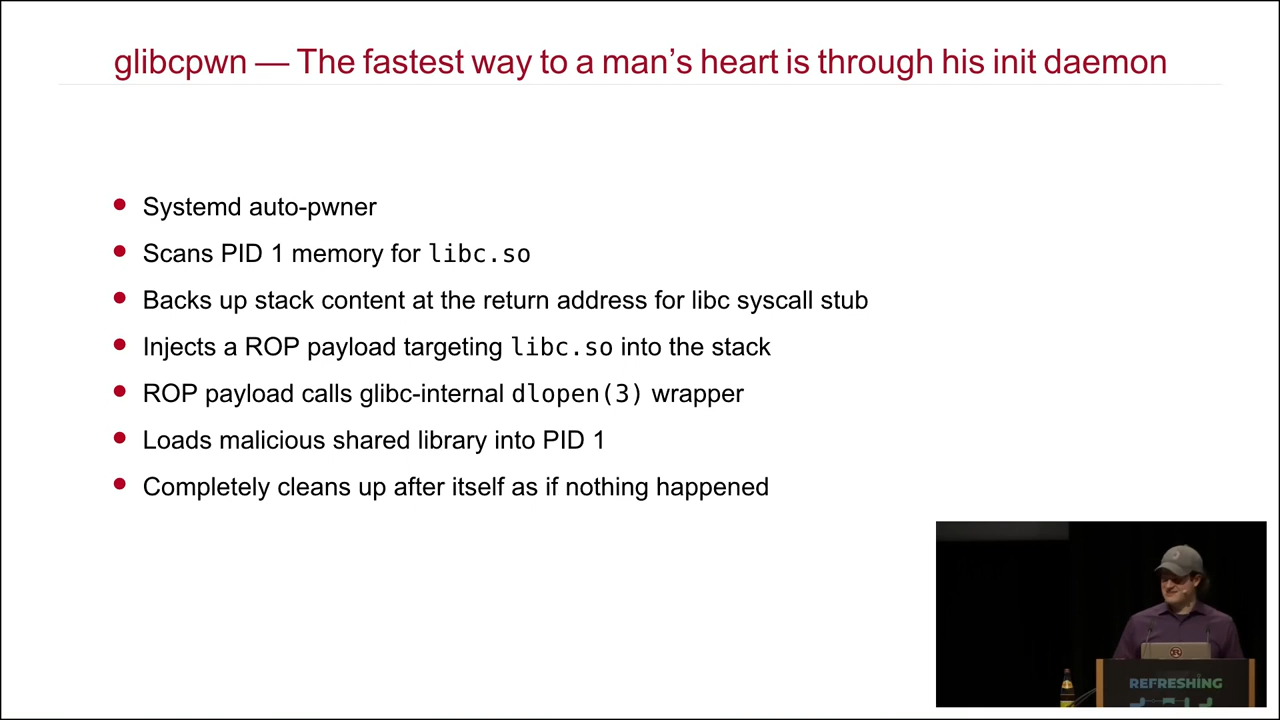 glibcpwn — The fastest way to a man's heart is through his init daemon
Systemd auto-pwner
Scans PID 1 memory for libc.so
Backs up stack content at the return address for libc syscall stub
Injects a ROP payload targeting libc.so into the stack
ROP payload calls glibc-internal dlopen(3) wrapper
Loads malicious shared library into PID 1
Completely cleans up after itself as if nothing happened
REFRESHING